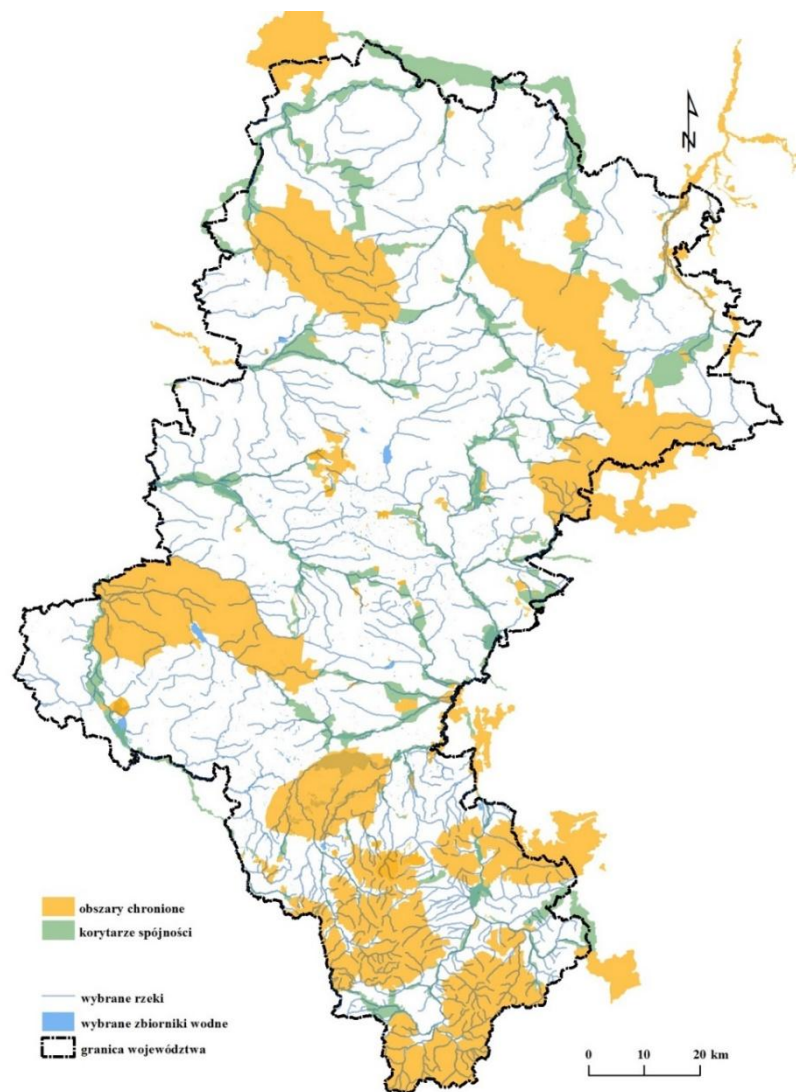 N
obszary chronione
korytarze spójności
wybrane rzeki
wybrane zbiorniki wodne
granica województwa
0 10 20 km